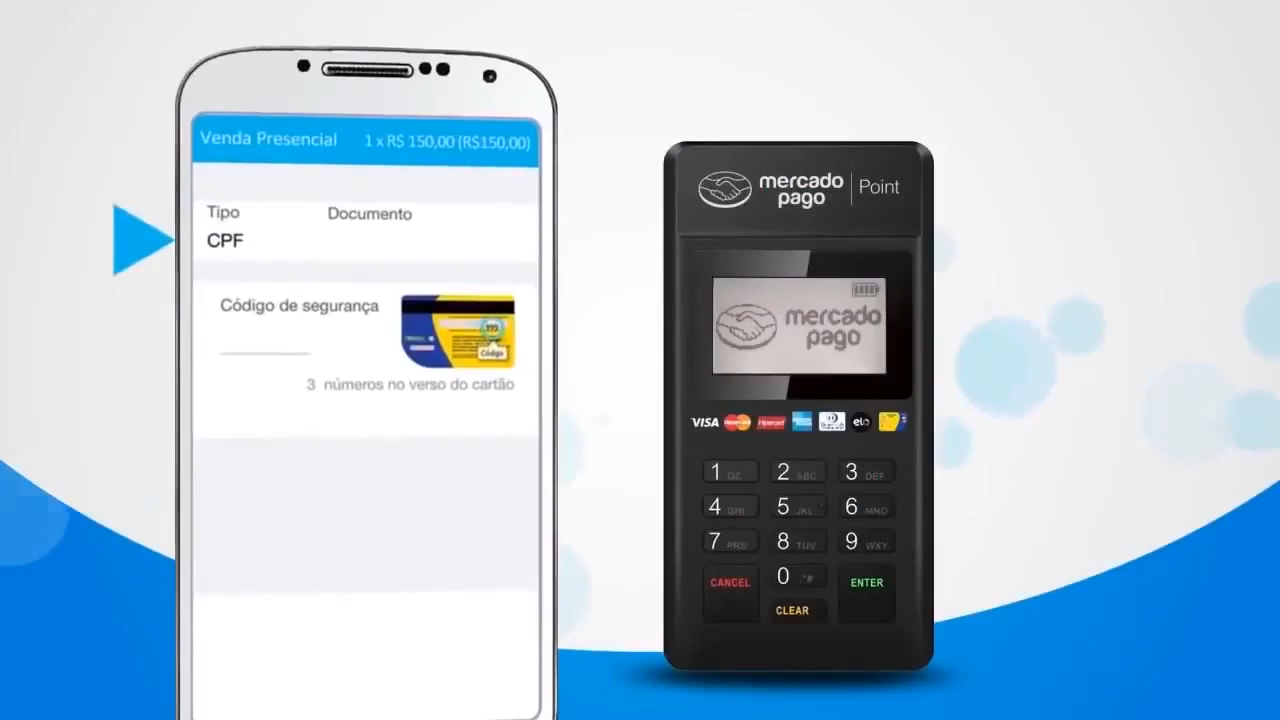 Venda Presencial 1 x R$ 150,00 (R$150,00)
Tipo Documento
CPF
Código de segurança
Código
3 números no verso do cartão
mercado pago | Point
mercado
pago
VISA elo
1 2 ABC 3 DEF
4 GHI 5 JKL 6 MNO
7 PRS 8 TUV 9 WXY
CANCEL 0 ENTER
CLEAR